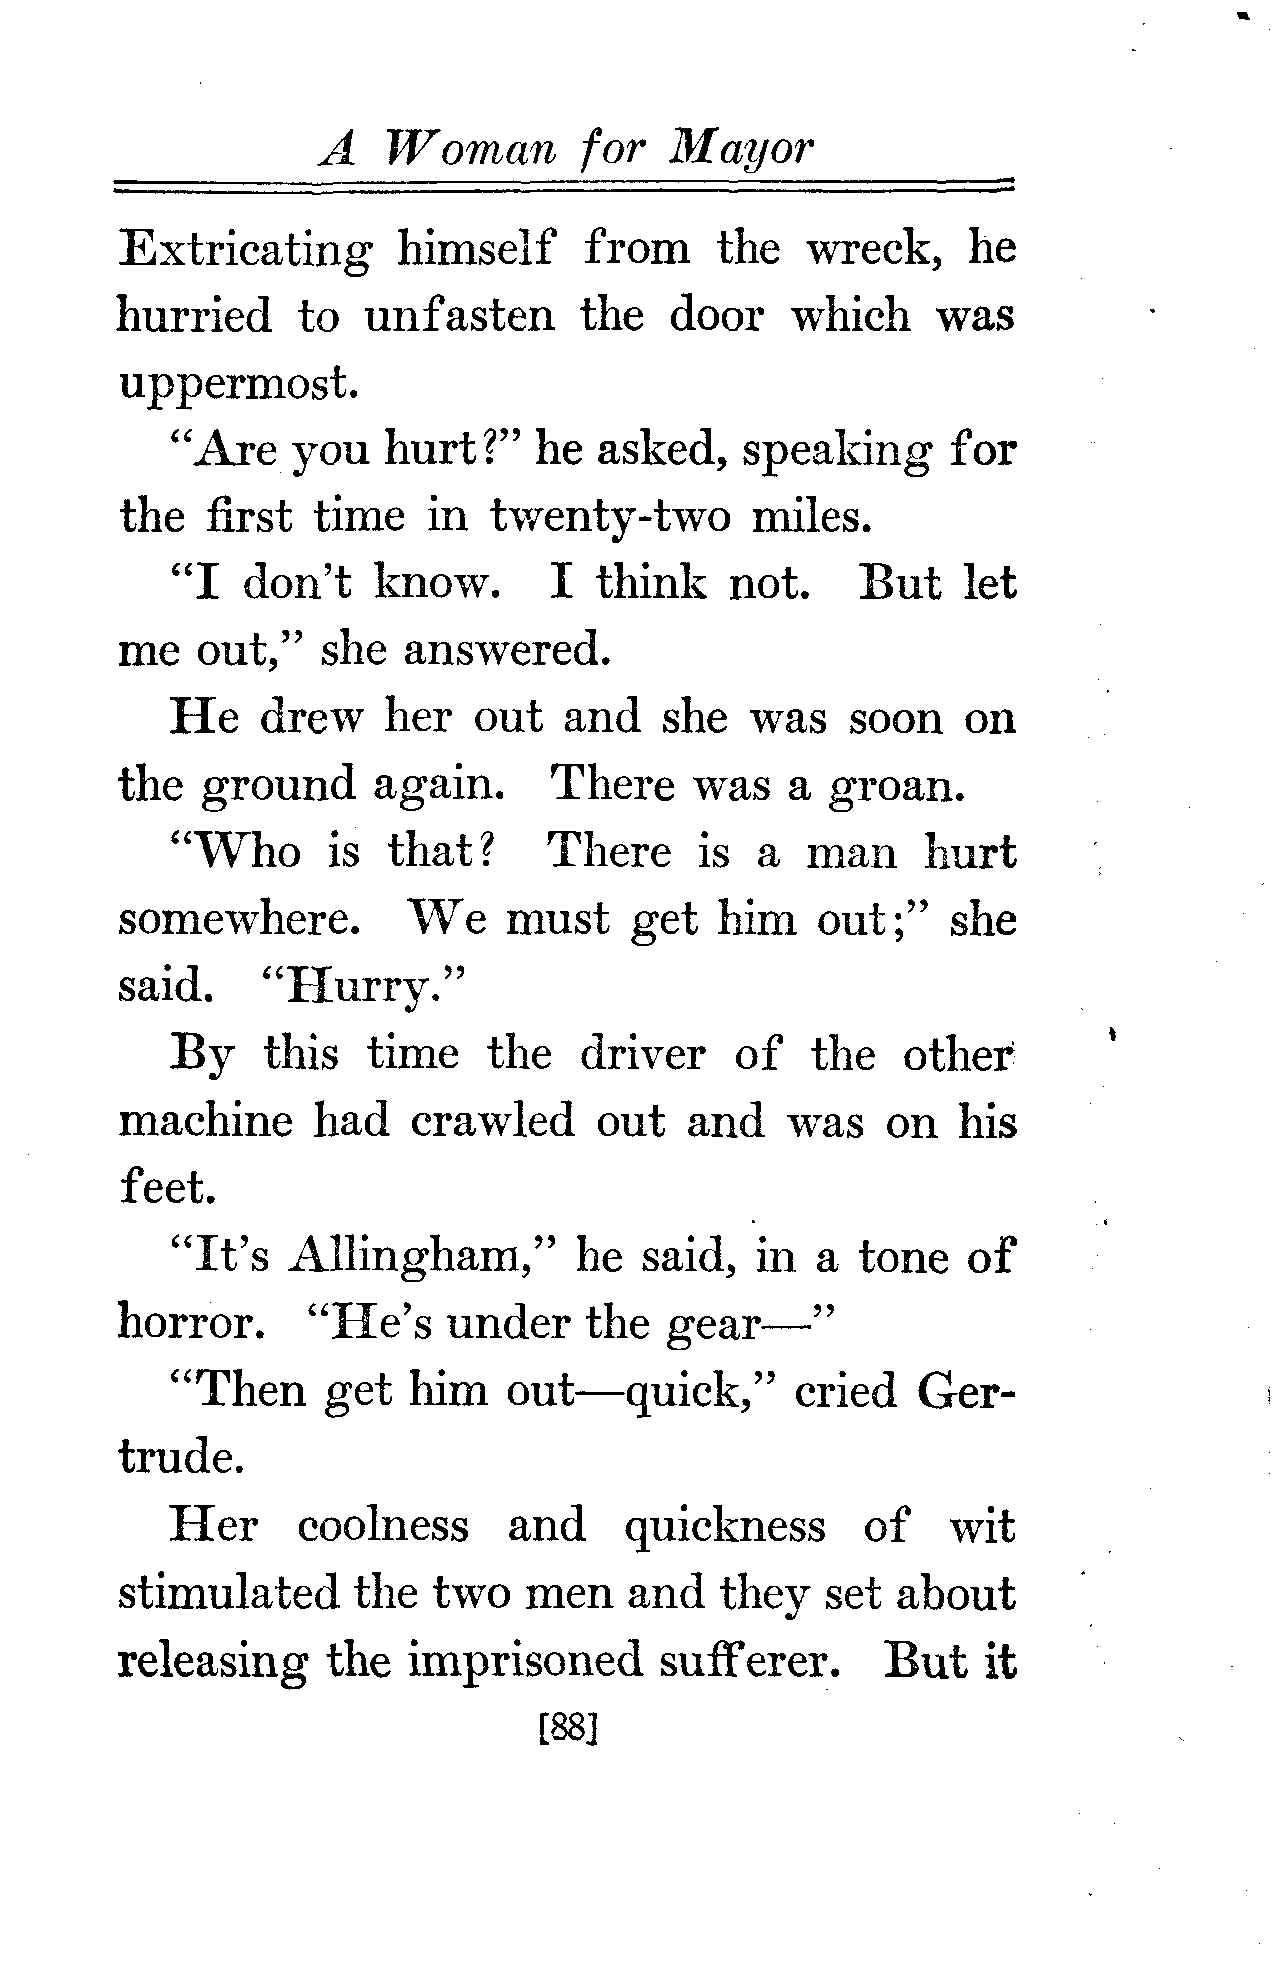 A Woman for Mayor
Extricating himself from the wreck, he
hurried to unfasten the door which was
uppermost.
“Are you hurt?” he asked, speaking for
the first time in twenty-two miles.
“I don’t know. I think not. But let
me out,” she answered.
He drew her out and she was soon on
the ground again. There was a groan.
“Who is that? There is a man hurt
somewhere. We must get him out;” she
said. “Hurry.”
By this time the driver of the other
machine had crawled out and was on his
feet.
“It’s Allingham,” he said, in a tone of
horror. “He’s under the gear—”
“Then get him out—quick,” cried Ger-
trude.
Her coolness and quickness of wit
stimulated the two men and they set about
releasing the imprisoned sufferer. But it
[88]